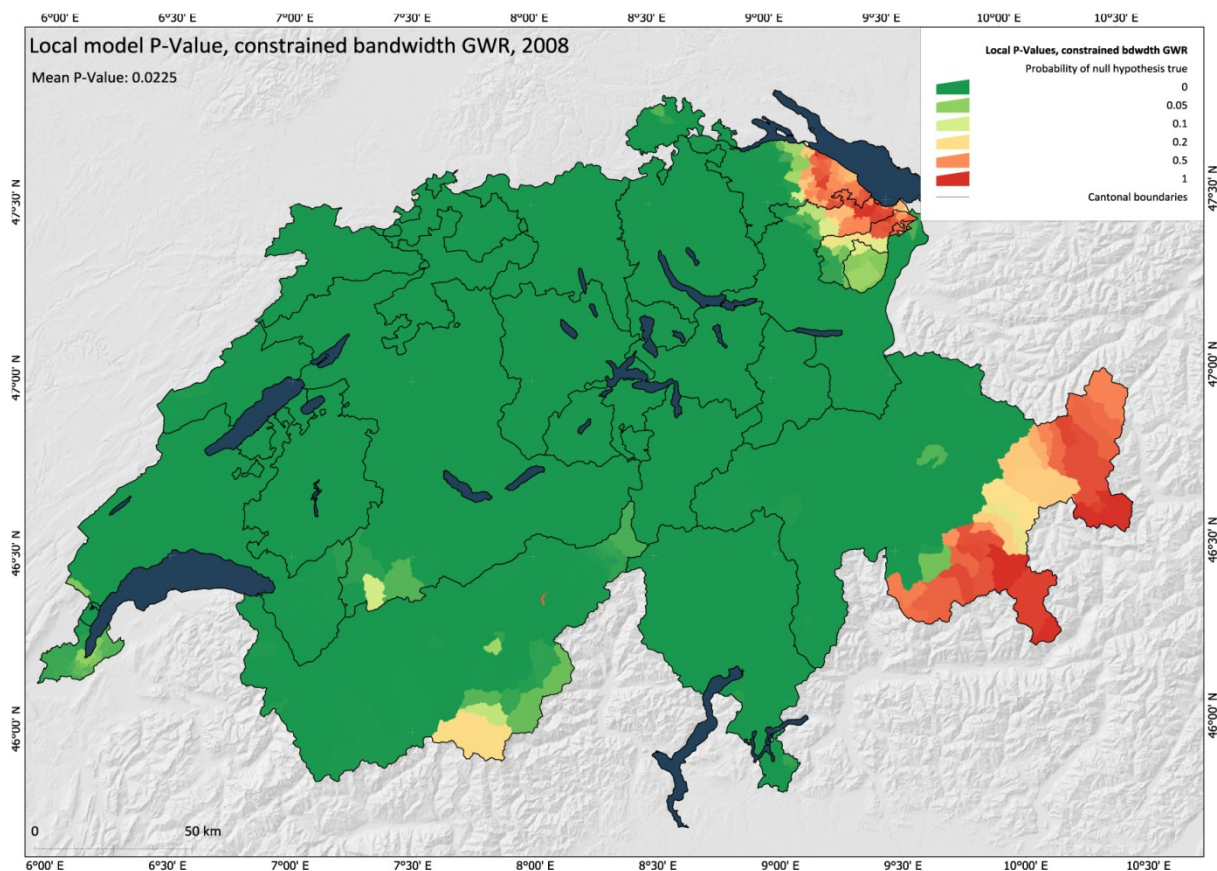 6°00' E 7°00' E 7°30' E 8°00' E 8°30' E 9°00' E 9°30' E 10°00' E 10°30' E
Local model P-Value, constrained bandwidth GWR, 2008
Mean P-Value: 0.0225
Local P-Values, constrained bdwdth GWR
Probability of null hypothesis true
0
0.05
0.1
0.2
0.5
1
Cantonal boundaries
47°30' N 47°30' N
47°00' N 47°00' N
46°30' N 46°30' N
46°00' N 46°00' N
0 50 km
6°00' E 6°30' E 7°00' E 7°30' E 8°00' E 8°30' E 9°00' E 9°30' E 10°00' E 10°30' E